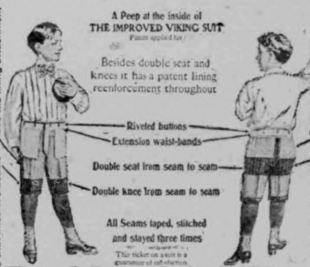 A Peep at the inside of
THE IMPROVED VIKING SUIT
Patent applied for
Besides double seat and
knees it has a patent lining
reenforcement throughout
Riveted buttons
Extension waist-bands
Double seat from seam to seam
Double knee from seam to seam
All Seams taped, stitched
and stayed three times
This ticket on a suit is a
guarantee of satisfaction